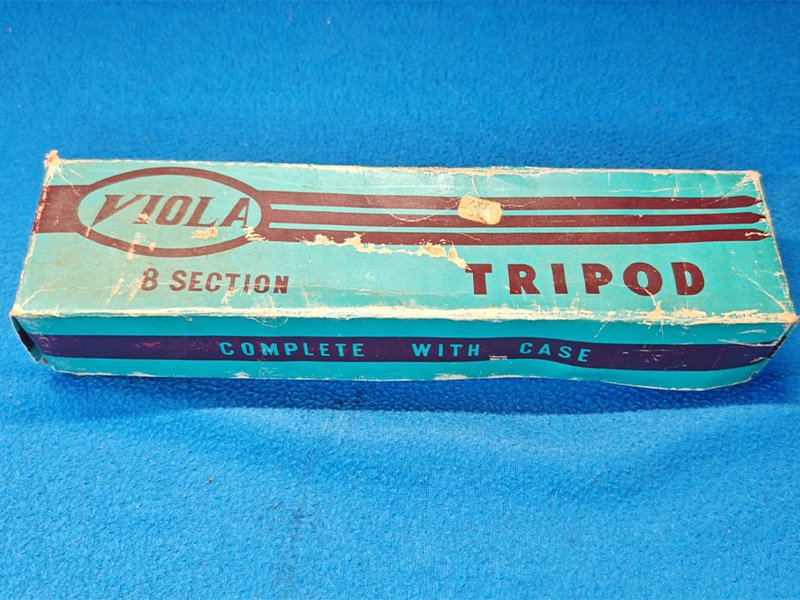 VIOLA
8 SECTION
TRIPOD
COMPLETE WITH CASE